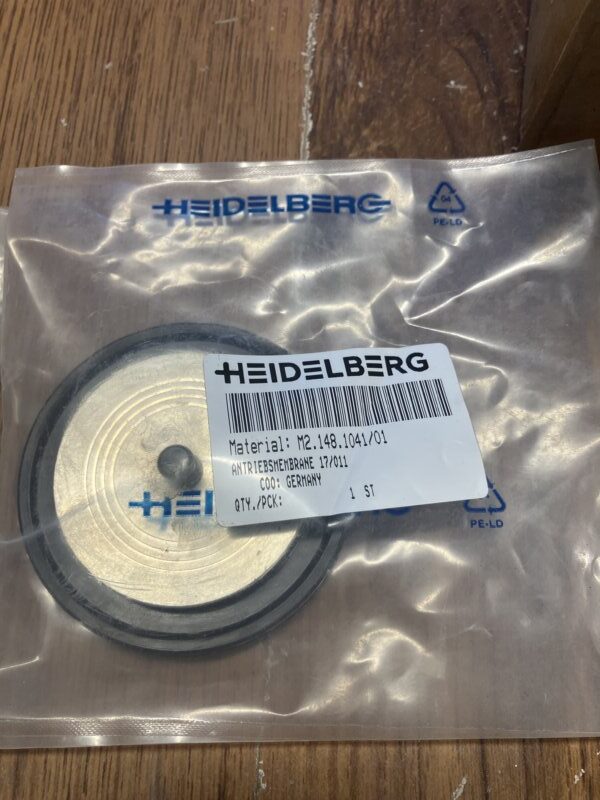 HEIDELBERG
04
PE-LD
HEIDELBERG
Material: M2.148.1041/01
ANTRIEBSMEMBRANE 17/011
COO: GERMANY
QTY./PCK: 1 ST
PE-LD